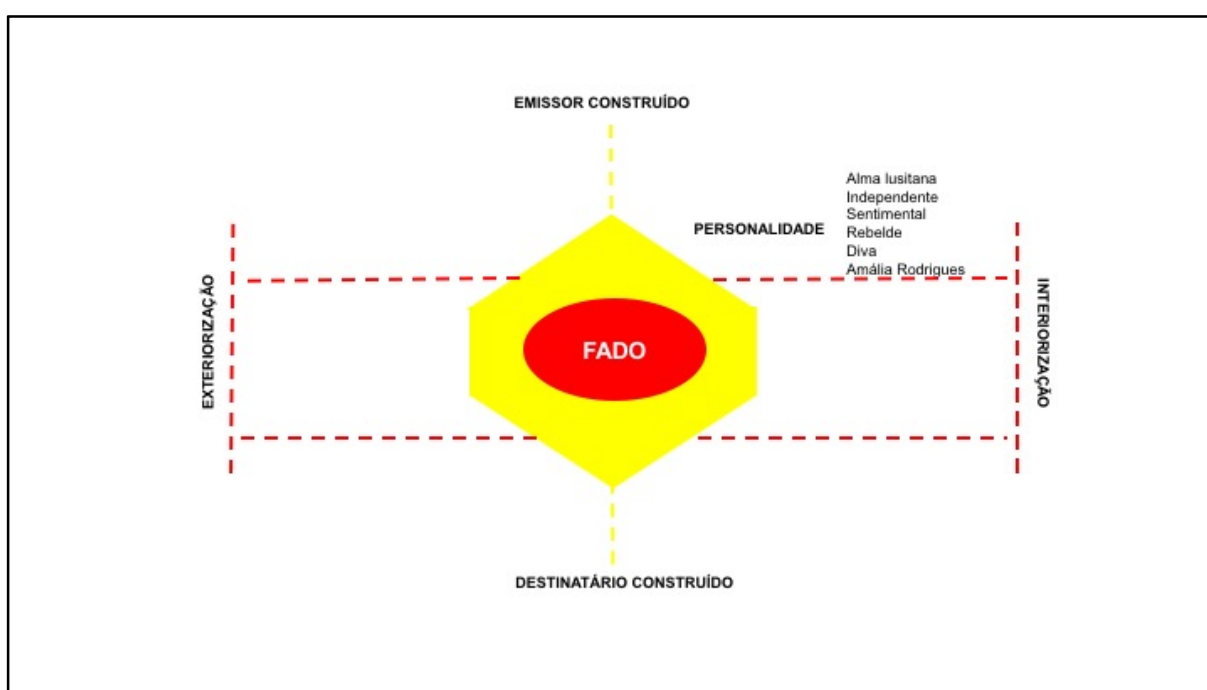 EMISSOR CONSTRUÍDO
Alma lusitana
Independente
Sentimental
PERSONALIDADE
Rebelde
Diva
Amália Rodrigues
EXTERIORIZAÇÃO
FADO
INTERIORIZAÇÃO
DESTINATÁRIO CONSTRUÍDO